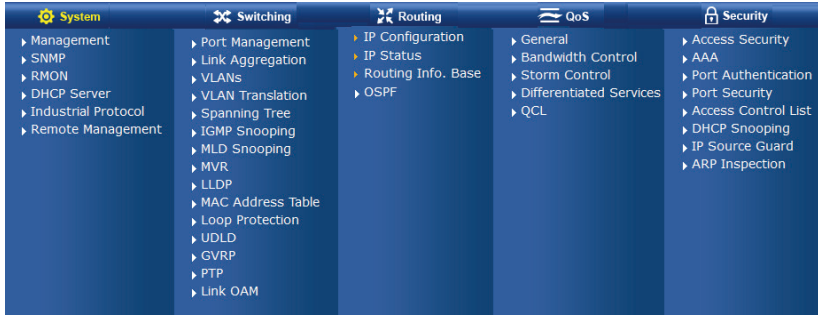 System
Management
SNMP
RMON
DHCP Server
Industrial Protocol
Remote Management
Switching
Port Management
Link Aggregation
VLANs
VLAN Translation
Spanning Tree
IGMP Snooping
MLD Snooping
MVR
LLDP
MAC Address Table
Loop Protection
UDLD
GVRP
PTP
Link OAM
Routing
IP Configuration
IP Status
Routing Info. Base
OSPF
QoS
General
Bandwidth Control
Storm Control
Differentiated Services
QCL
Security
Access Security
AAA
Port Authentication
Port Security
Access Control List
DHCP Snooping
IP Source Guard
ARP Inspection